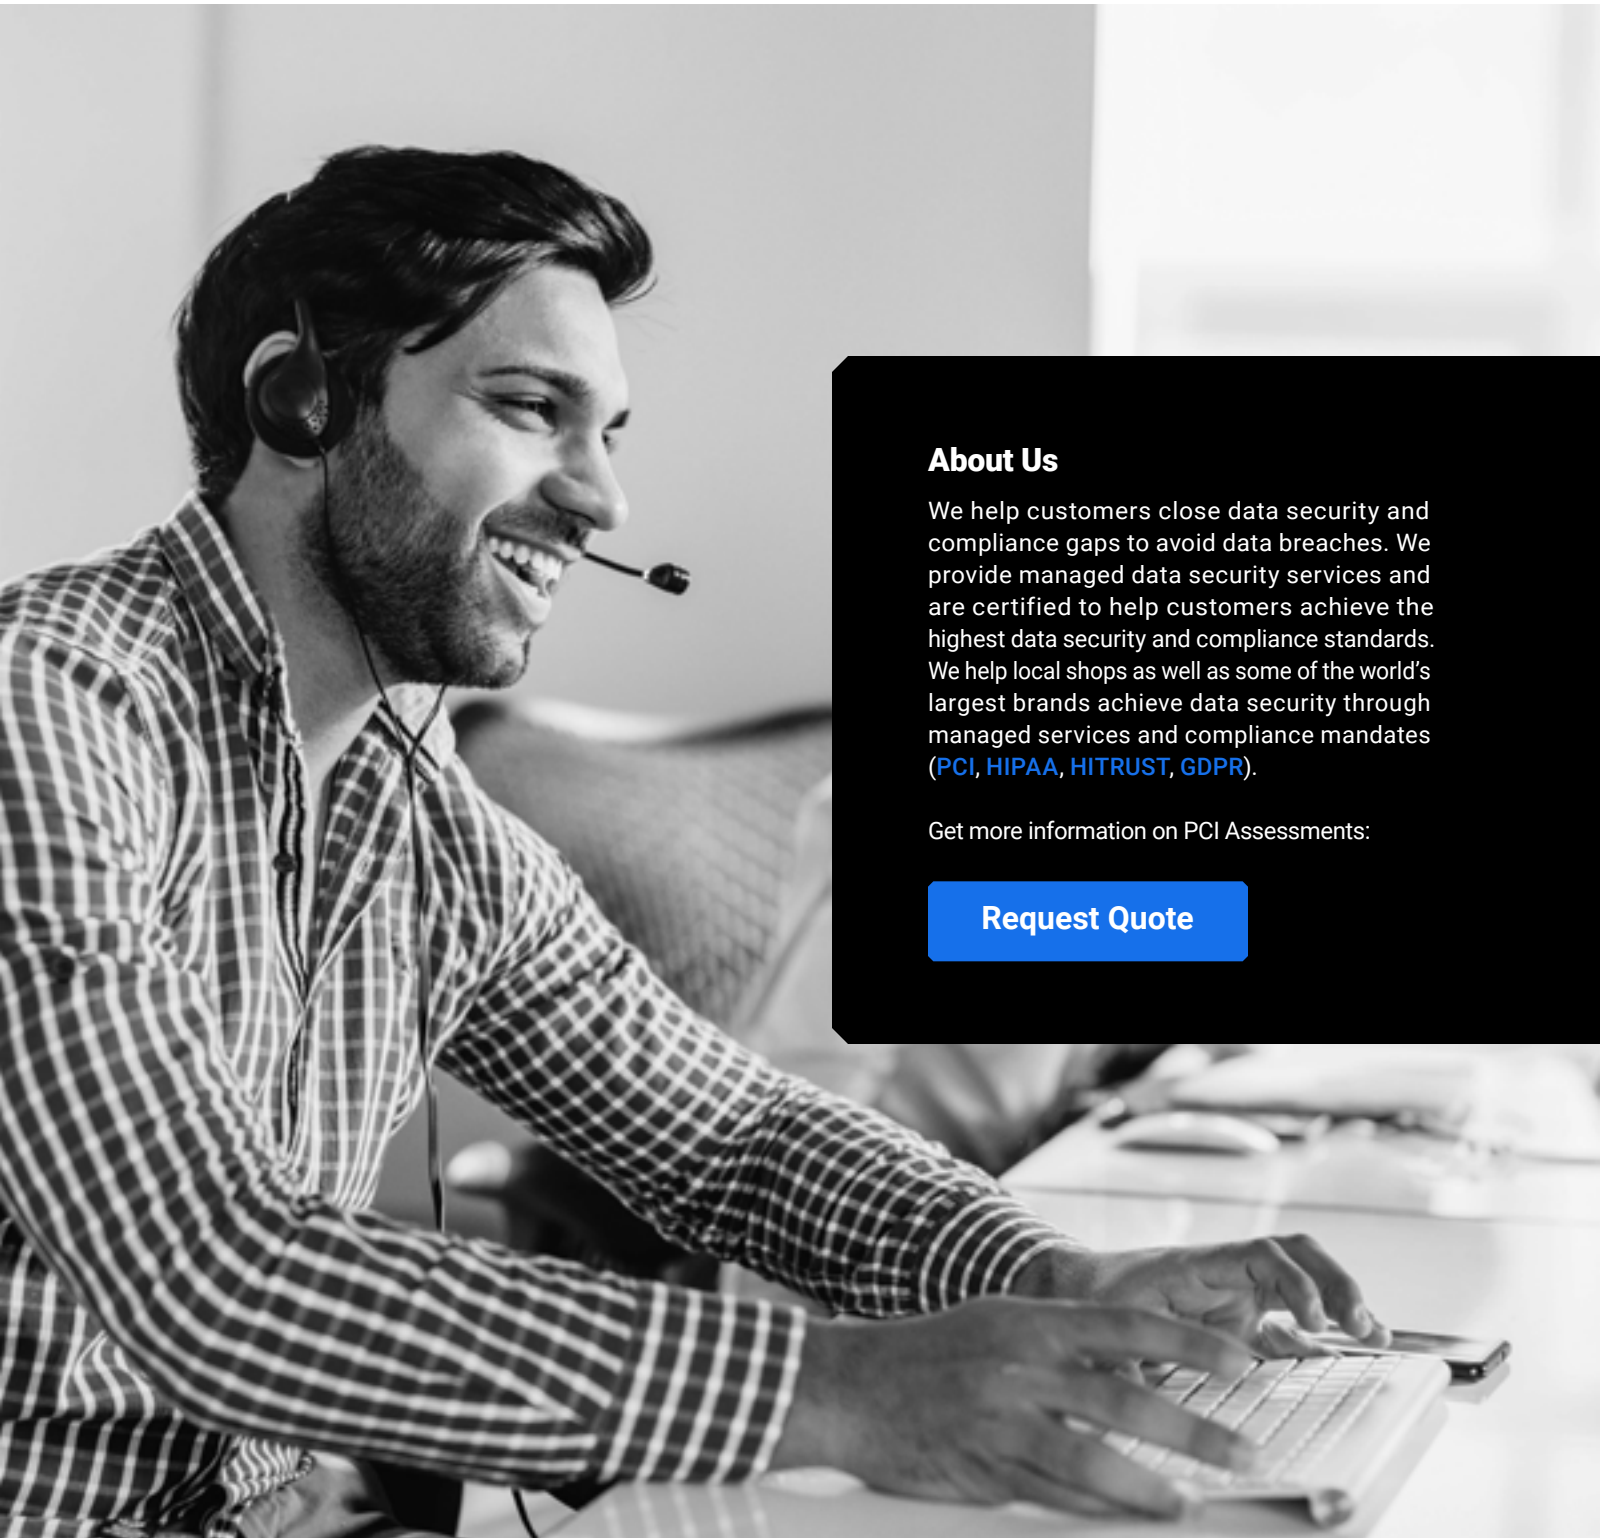 About Us
We help customers close data security and
compliance gaps to avoid data breaches. We
provide managed data security services and
are certified to help customers achieve the
highest data security and compliance standards.
We help local shops as well as some of the world’s
largest brands achieve data security through
managed services and compliance mandates
(PCI, HIPAA, HITRUST, GDPR).
Get more information on PCI Assessments:
Request Quote